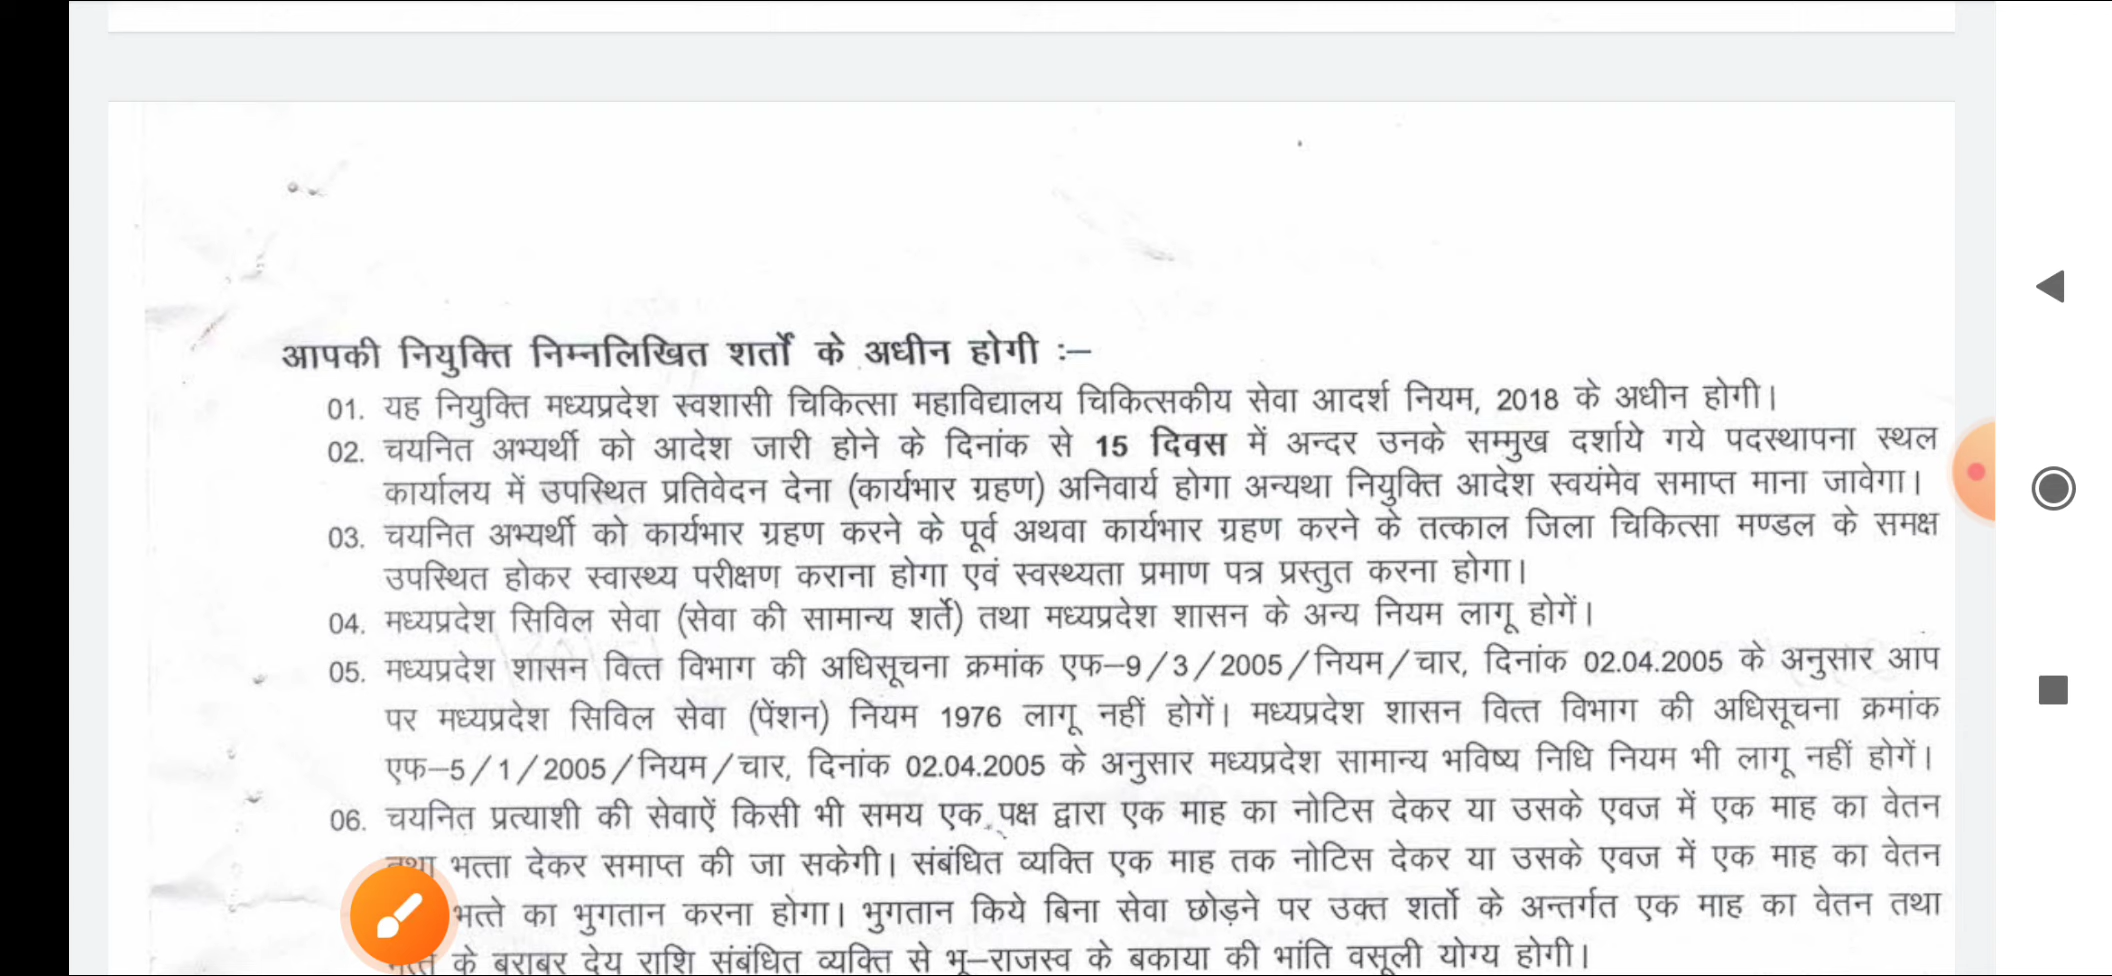 आपकी नियुक्ति निम्नलिखित शर्तों के अधीन होगी :–
01. यह नियुक्ति मध्यप्रदेश स्वशासी चिकित्सा महाविद्यालय चिकित्सकीय सेवा आदर्श नियम, 2018 के अधीन होगी।
02. चयनित अभ्यर्थी को आदेश जारी होने के दिनांक से 15 दिवस में अन्दर उनके सम्मुख दर्शाये गये पदस्थापना स्थल
कार्यालय में उपस्थित प्रतिवेदन देना (कार्यभार ग्रहण) अनिवार्य होगा अन्यथा नियुक्ति आदेश स्वयंमेव समाप्त माना जावेगा।
03. चयनित अभ्यर्थी को कार्यभार ग्रहण करने के पूर्व अथवा कार्यभार ग्रहण करने के तत्काल जिला चिकित्सा मण्डल के समक्ष
उपस्थित होकर स्वास्थ्य परीक्षण कराना होगा एवं स्वस्थ्यता प्रमाण पत्र प्रस्तुत करना होगा।
04. मध्यप्रदेश सिविल सेवा (सेवा की सामान्य शर्ते) तथा मध्यप्रदेश शासन के अन्य नियम लागू होगें।
05. मध्यप्रदेश शासन वित्त विभाग की अधिसूचना क्रमांक एफ–9/3/2005/नियम/चार, दिनांक 02.04.2005 के अनुसार आप
पर मध्यप्रदेश सिविल सेवा (पेंशन) नियम 1976 लागू नहीं होगें। मध्यप्रदेश शासन वित्त विभाग की अधिसूचना क्रमांक
एफ–5/1/2005/नियम/चार, दिनांक 02.04.2005 के अनुसार मध्यप्रदेश सामान्य भविष्य निधि नियम भी लागू नहीं होगें।
06. चयनित प्रत्याशी की सेवाऐं किसी भी समय एक पक्ष द्वारा एक माह का नोटिस देकर या उसके एवज में एक माह का वेतन
तथा भत्ता देकर समाप्त की जा सकेगी। संबंधित व्यक्ति एक माह तक नोटिस देकर या उसके एवज में एक माह का वेतन
भत्ते का भुगतान करना होगा। भुगतान किये बिना सेवा छोड़ने पर उक्त शर्तो के अन्तर्गत एक माह का वेतन तथा
के बराबर देय राशि संबंधित व्यक्ति से भू–राजस्व के बकाया की भांति वसूली योग्य होगी।